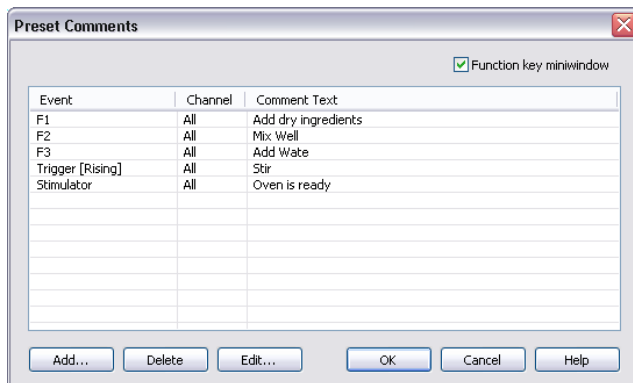 Preset Comments
Function key miniwindow
Event Channel Comment Text
F1 All Add dry ingredients
F2 All Mix Well
F3 All Add Wate
Trigger [Rising] All Stir
Stimulator All Oven is ready
Add... Delete Edit... OK Cancel Help